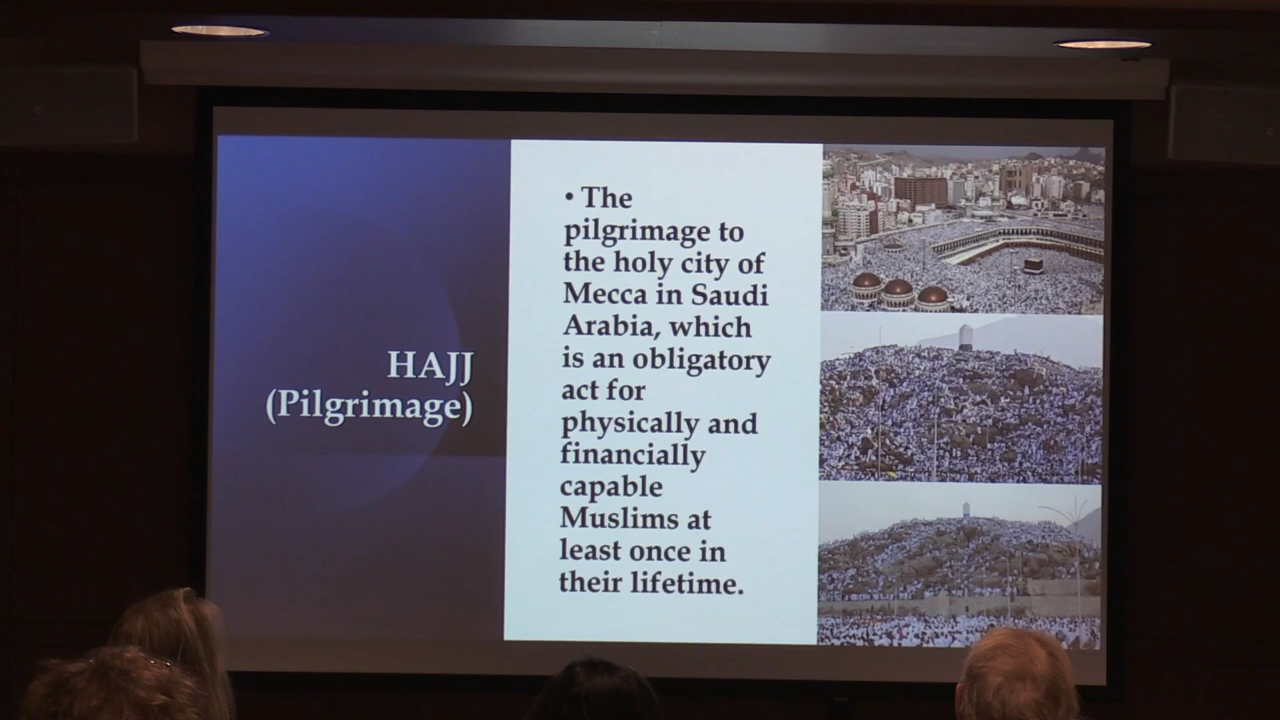 HAJJ
(Pilgrimage)
• The
pilgrimage to
the holy city of
Mecca in Saudi
Arabia, which
is an obligatory
act for
physically and
financially
capable
Muslims at
least once in
their lifetime.